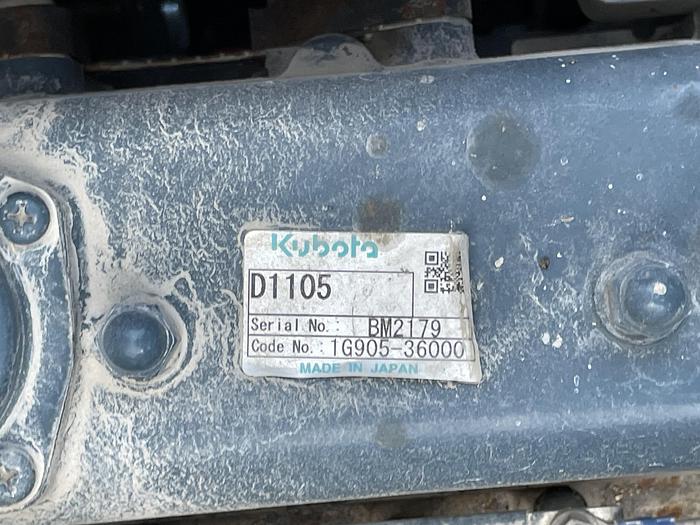 Kubota
D1105
Serial No.: BM2179
Code No.: 1G905-36000
MADE IN JAPAN